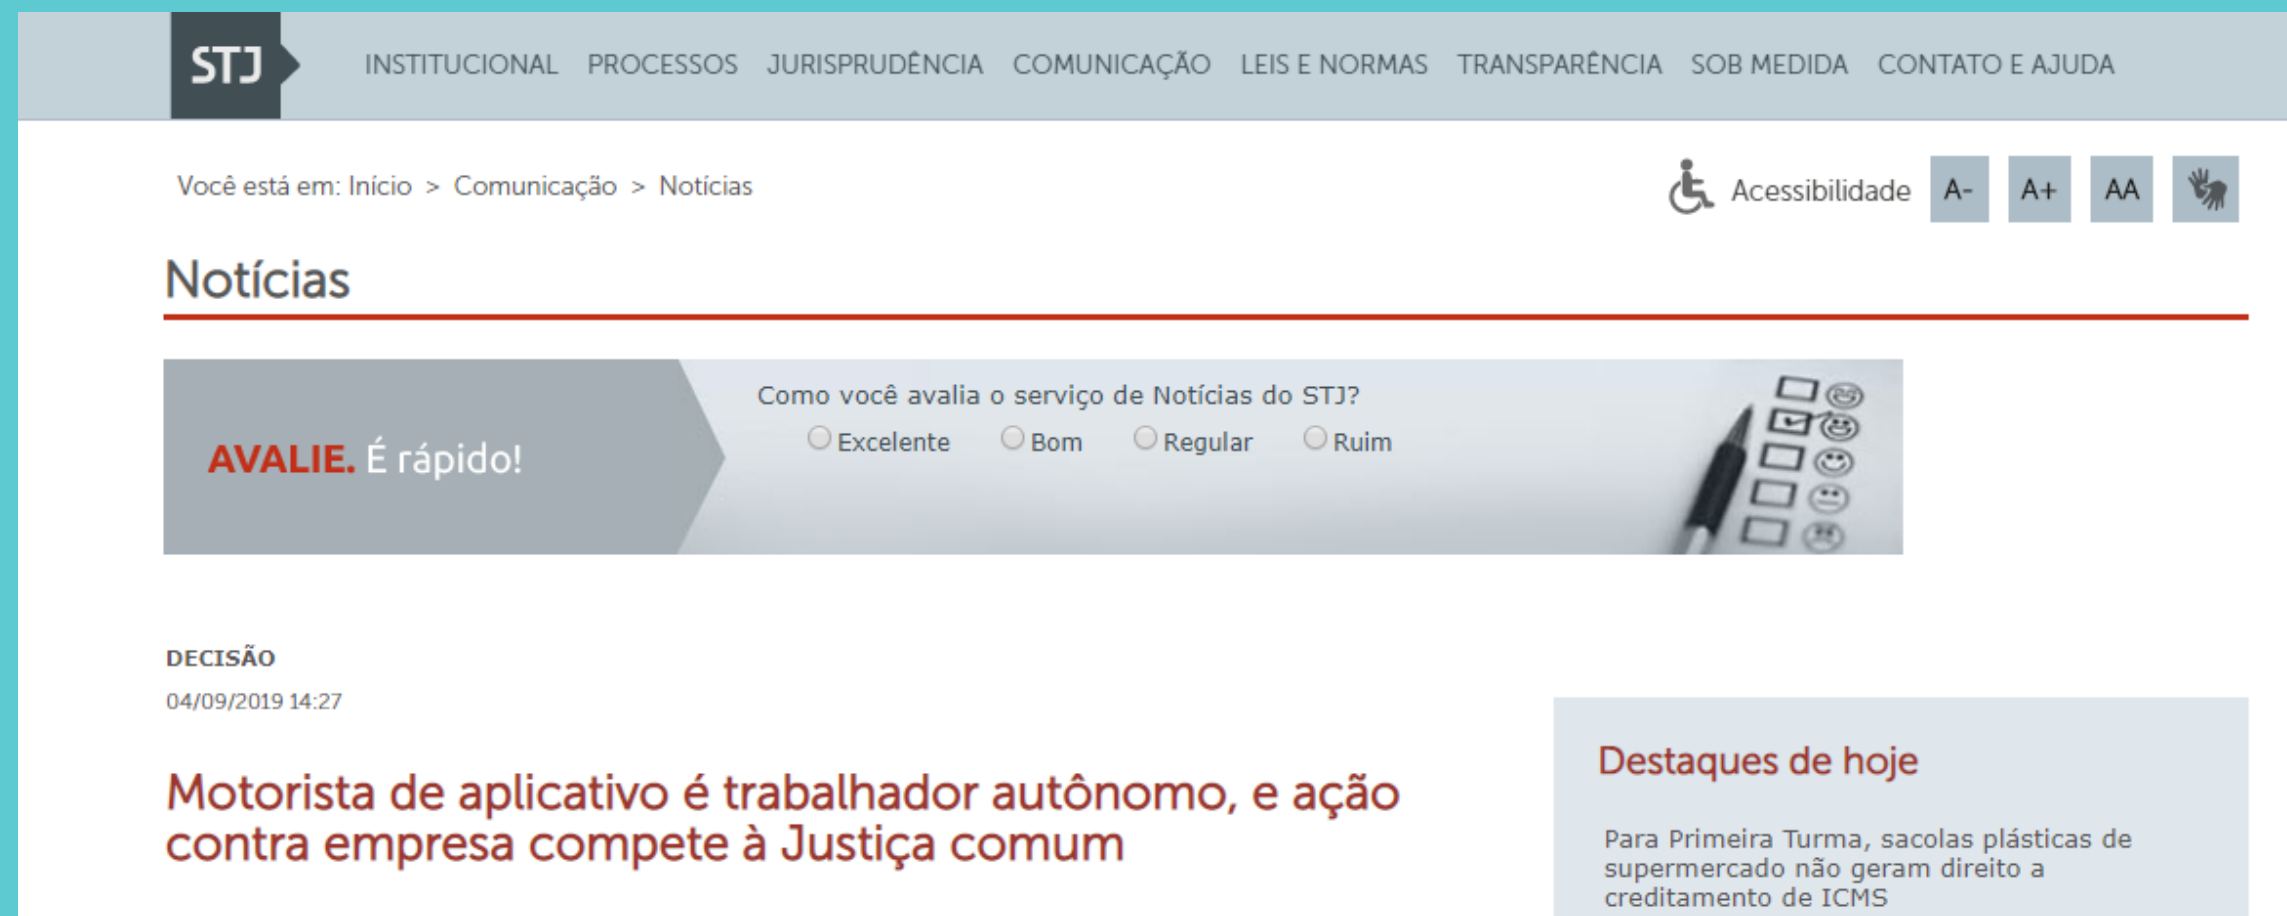 STJ INSTITUCIONAL PROCESSOS JURISPRUDÊNCIA COMUNICAÇÃO LEIS E NORMAS TRANSPARÊNCIA SOB MEDIDA CONTATO E AJUDA
Você está em: Início > Comunicação > Notícias
Acessibilidade A- A+ AA
Notícias
AVALIE. É rápido!
Como você avalia o serviço de Notícias do STJ?
Excelente Bom Regular Ruim
DECISÃO
04/09/2019 14:27
Motorista de aplicativo é trabalhador autônomo, e ação
contra empresa compete à Justiça comum
Destaques de hoje
Para Primeira Turma, sacolas plásticas de
supermercado não geram direito a
creditamento de ICMS